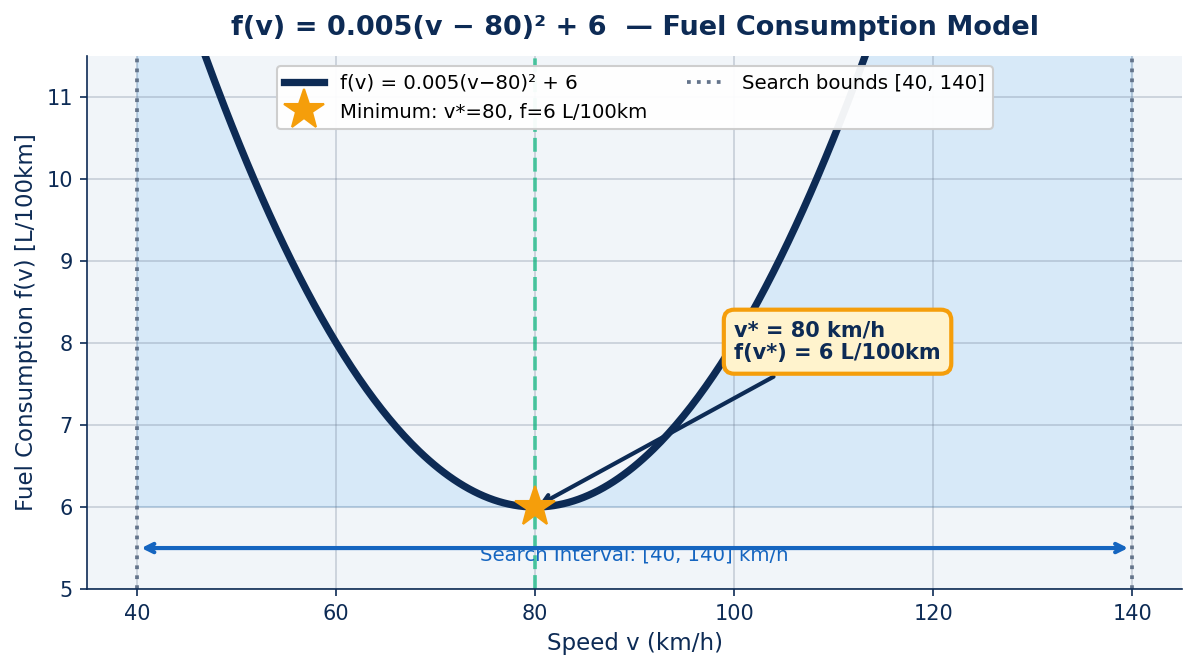 f(v) = 0.005(v − 80)² + 6 — Fuel Consumption Model
f(v) = 0.005(v−80)² + 6
Minimum: v*=80, f=6 L/100km
Search bounds [40, 140]
Fuel Consumption f(v) [L/100km]
11
10
9
8
7
6
5
v* = 80 km/h
f(v*) = 6 L/100km
Search Interval: [40, 140] km/h
40
60
80
100
120
140
Speed v (km/h)